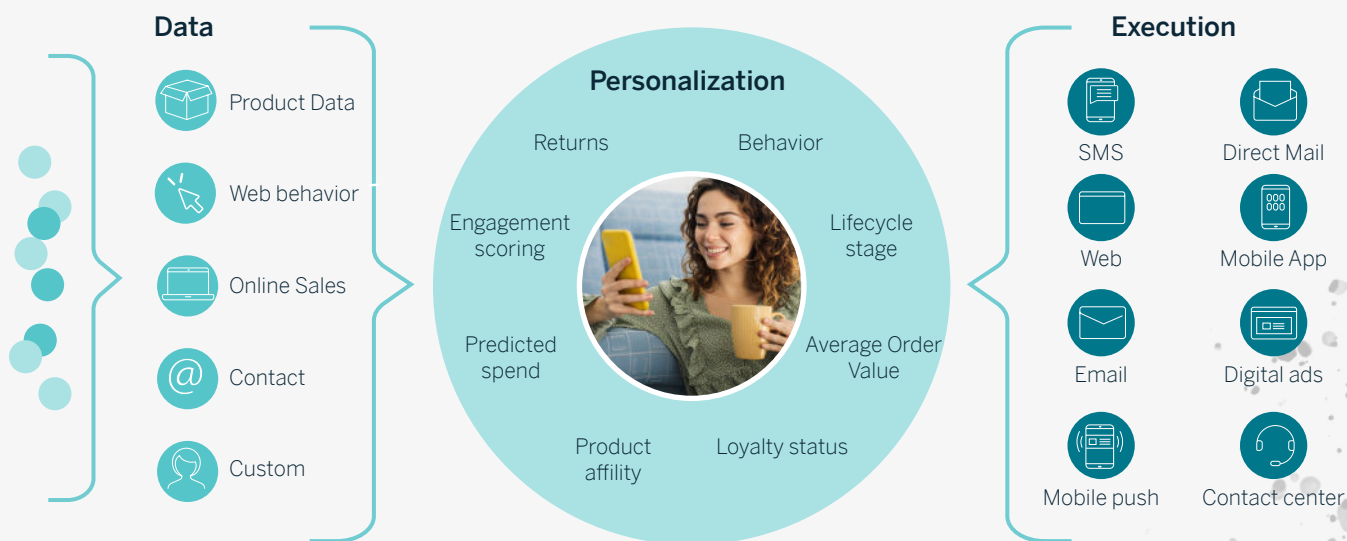 Data
Product Data
Web behavior
Online Sales
@
Contact
Custom
Personalization
Returns
Behavior
Engagement
scoring
Lifecycle
stage
Predicted
spend
Average Order
Value
Product
affility
Loyalty status
Execution
SMS
Direct Mail
Web
Mobile App
Email
Digital ads
Mobile push
Contact center